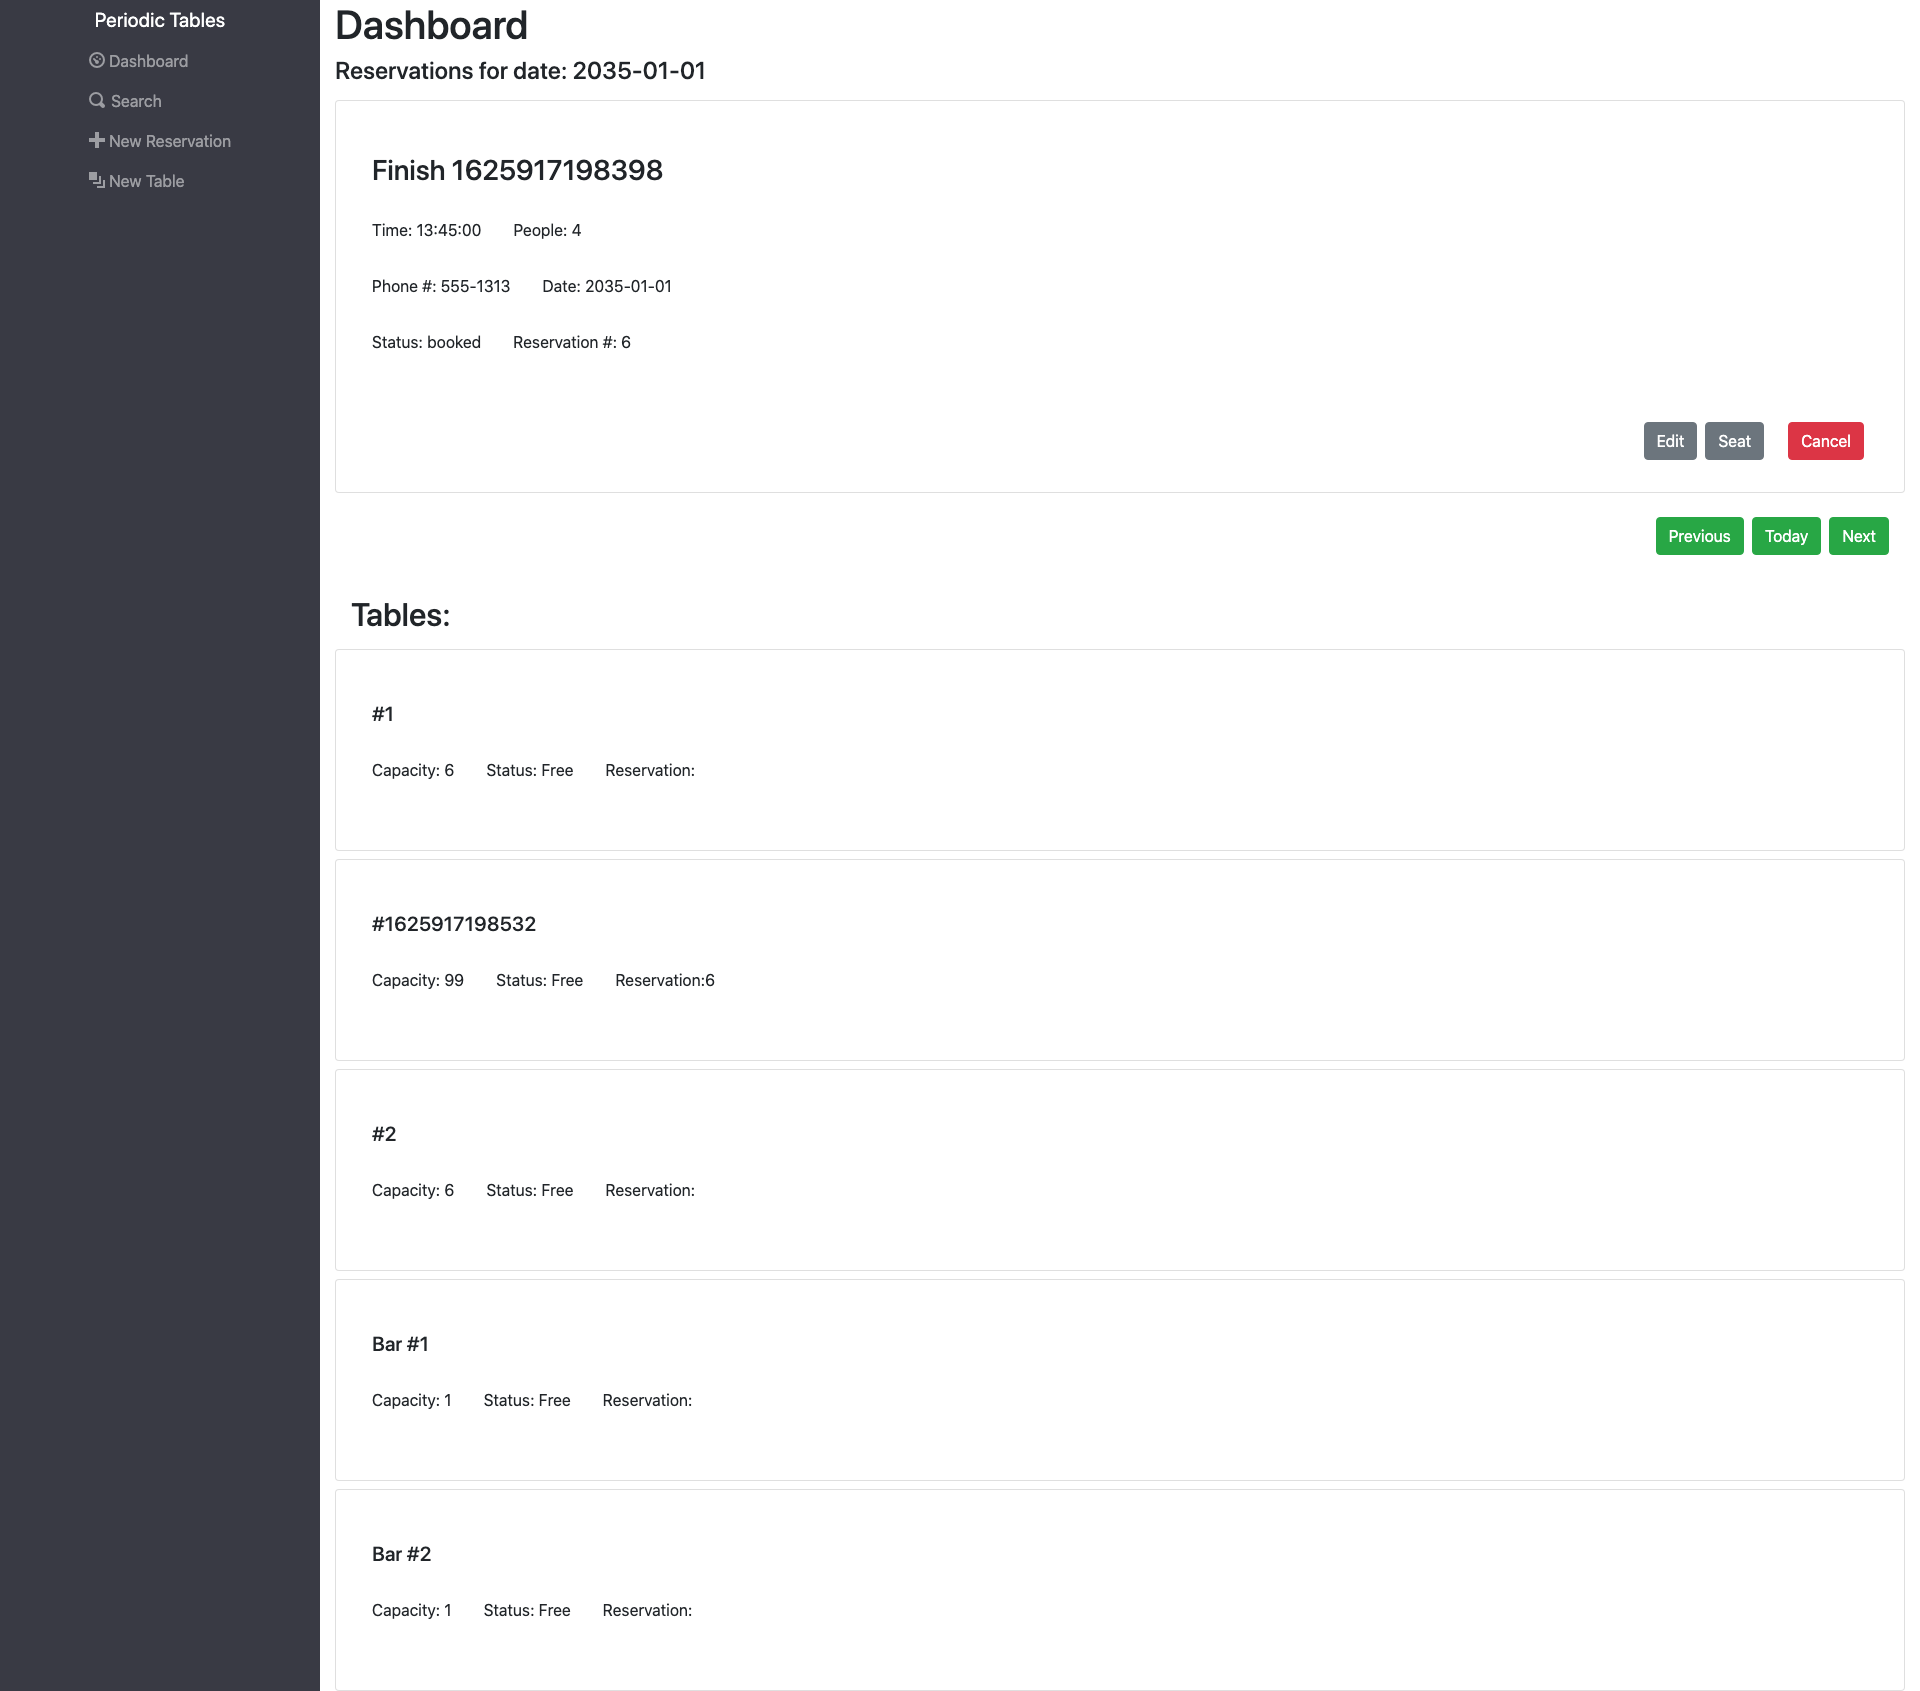 Periodic Tables
Dashboard
Search
New Reservation
New Table
Dashboard
Reservations for date: 2035-01-01
Finish 1625917198398
Time: 13:45:00 People: 4
Phone #: 555-1313 Date: 2035-01-01
Status: booked Reservation #: 6
Edit Seat Cancel
Previous Today Next
Tables:
#1
Capacity: 6 Status: Free Reservation:
#1625917198532
Capacity: 99 Status: Free Reservation:6
#2
Capacity: 6 Status: Free Reservation:
Bar #1
Capacity: 1 Status: Free Reservation:
Bar #2
Capacity: 1 Status: Free Reservation: